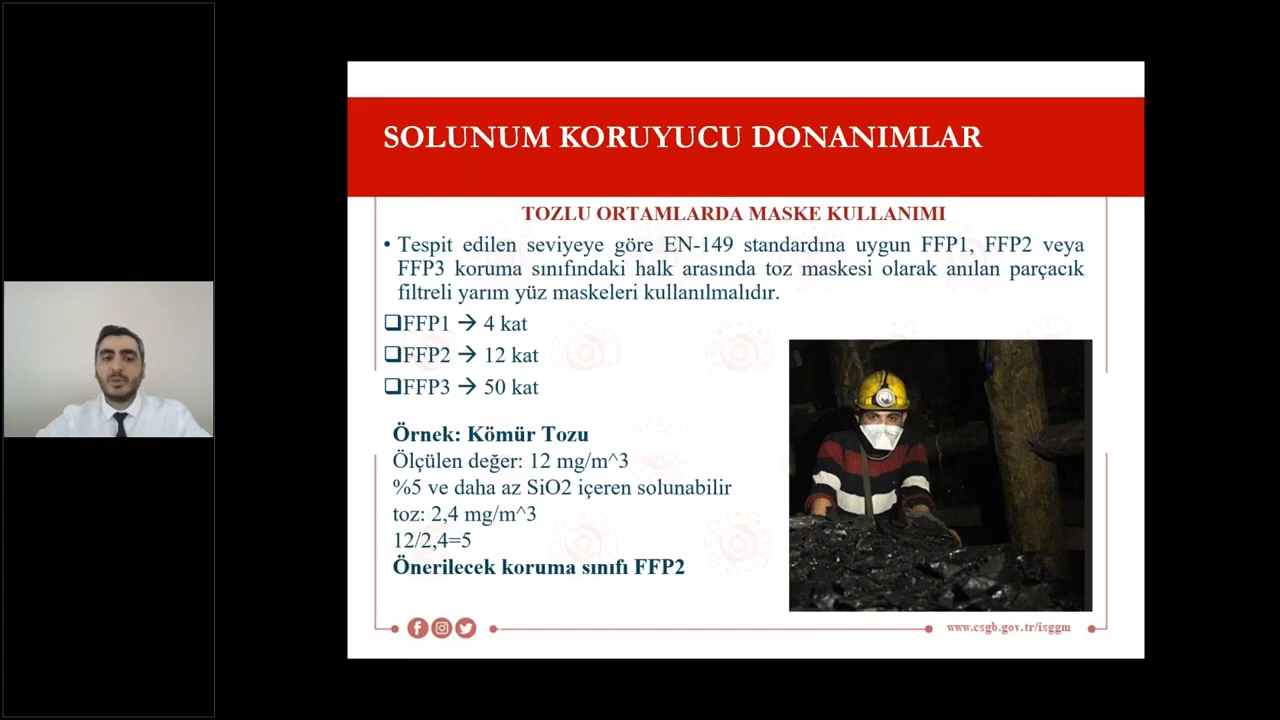 SOLUNUM KORUYUCU DONANIMLAR
TOZLU ORTAMLARDA MASKE KULLANIMI
• Tespit edilen seviyeye göre EN-149 standardına uygun FFP1, FFP2 veya
FFP3 koruma sınıfındaki halk arasında toz maskesi olarak anılan parçacık
filtreli yarım yüz maskeleri kullanılmalıdır.
❑FFP1 → 4 kat
❑FFP2 → 12 kat
❑FFP3 → 50 kat
Örnek: Kömür Tozu
Ölçülen değer: 12 mg/m^3
%5 ve daha az SiO2 içeren solunabilir
toz: 2,4 mg/m^3
12/2,4=5
Önerilecek koruma sınıfı FFP2
www.csgb.gov.tr/isggm